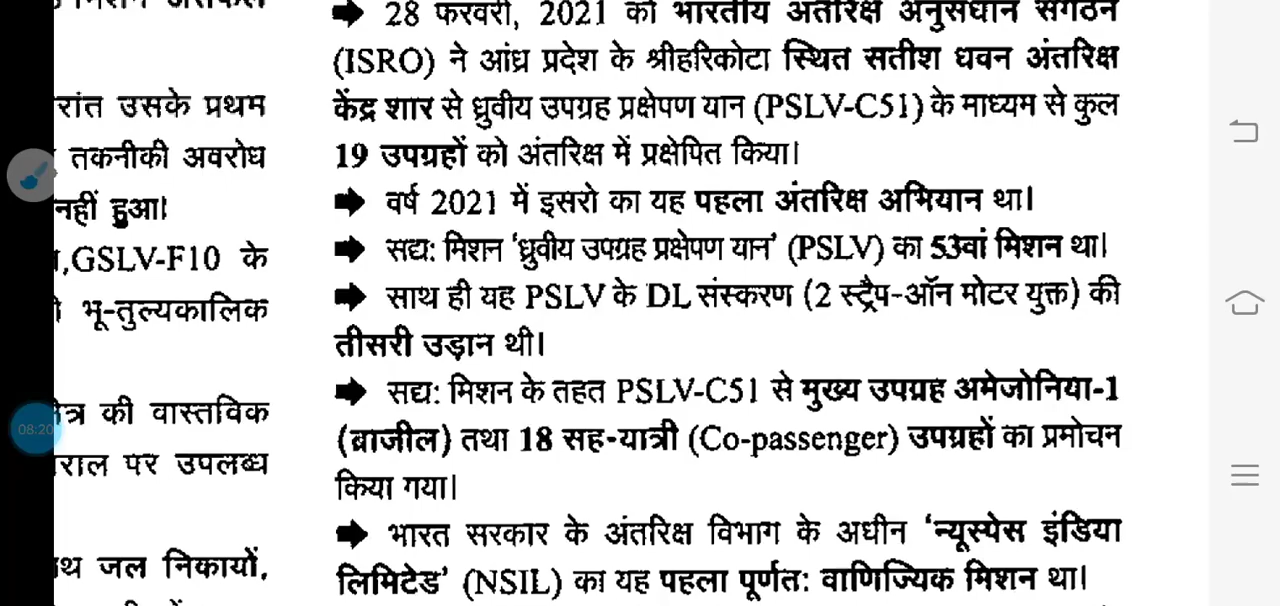 रांत उसके प्रथम
तकनीकी अवरोध
नहीं हुआ।
,GSLV-F10 के
भू-तुल्यकालिक
की वास्तविक
पर उपलब्ध
जल निकायों,
➡ 28 फरवरी, 2021 को भारतीय अंतरिक्ष अनुसंधान संगठन
(ISRO) ने आंध्र प्रदेश के श्रीहरिकोटा स्थित सतीश धवन अंतरिक्ष
केंद्र शार से ध्रुवीय उपग्रह प्रक्षेपण यान (PSLV-C51) के माध्यम से कुल
19 उपग्रहों को अंतरिक्ष में प्रक्षेपित किया।
➡ वर्ष 2021 में इसरो का यह पहला अंतरिक्ष अभियान था।
➡ सद्य: मिशन ‘ध्रुवीय उपग्रह प्रक्षेपण यान’ (PSLV) का 53वां मिशन था।
➡ साथ ही यह PSLV के DL संस्करण (2 स्ट्रैप-ऑन मोटर युक्त) की
तीसरी उड़ान थी।
➡ सद्य: मिशन के तहत PSLV-C51 से मुख्य उपग्रह अमेजोनिया-1
(ब्राजील) तथा 18 सह-यात्री (Co-passenger) उपग्रहों का प्रमोचन
किया गया।
➡ भारत सरकार के अंतरिक्ष विभाग के अधीन ‘न्यूस्पेस इंडिया
लिमिटेड’ (NSIL) का यह पहला पूर्णत: वाणिज्यिक मिशन था।
08:20